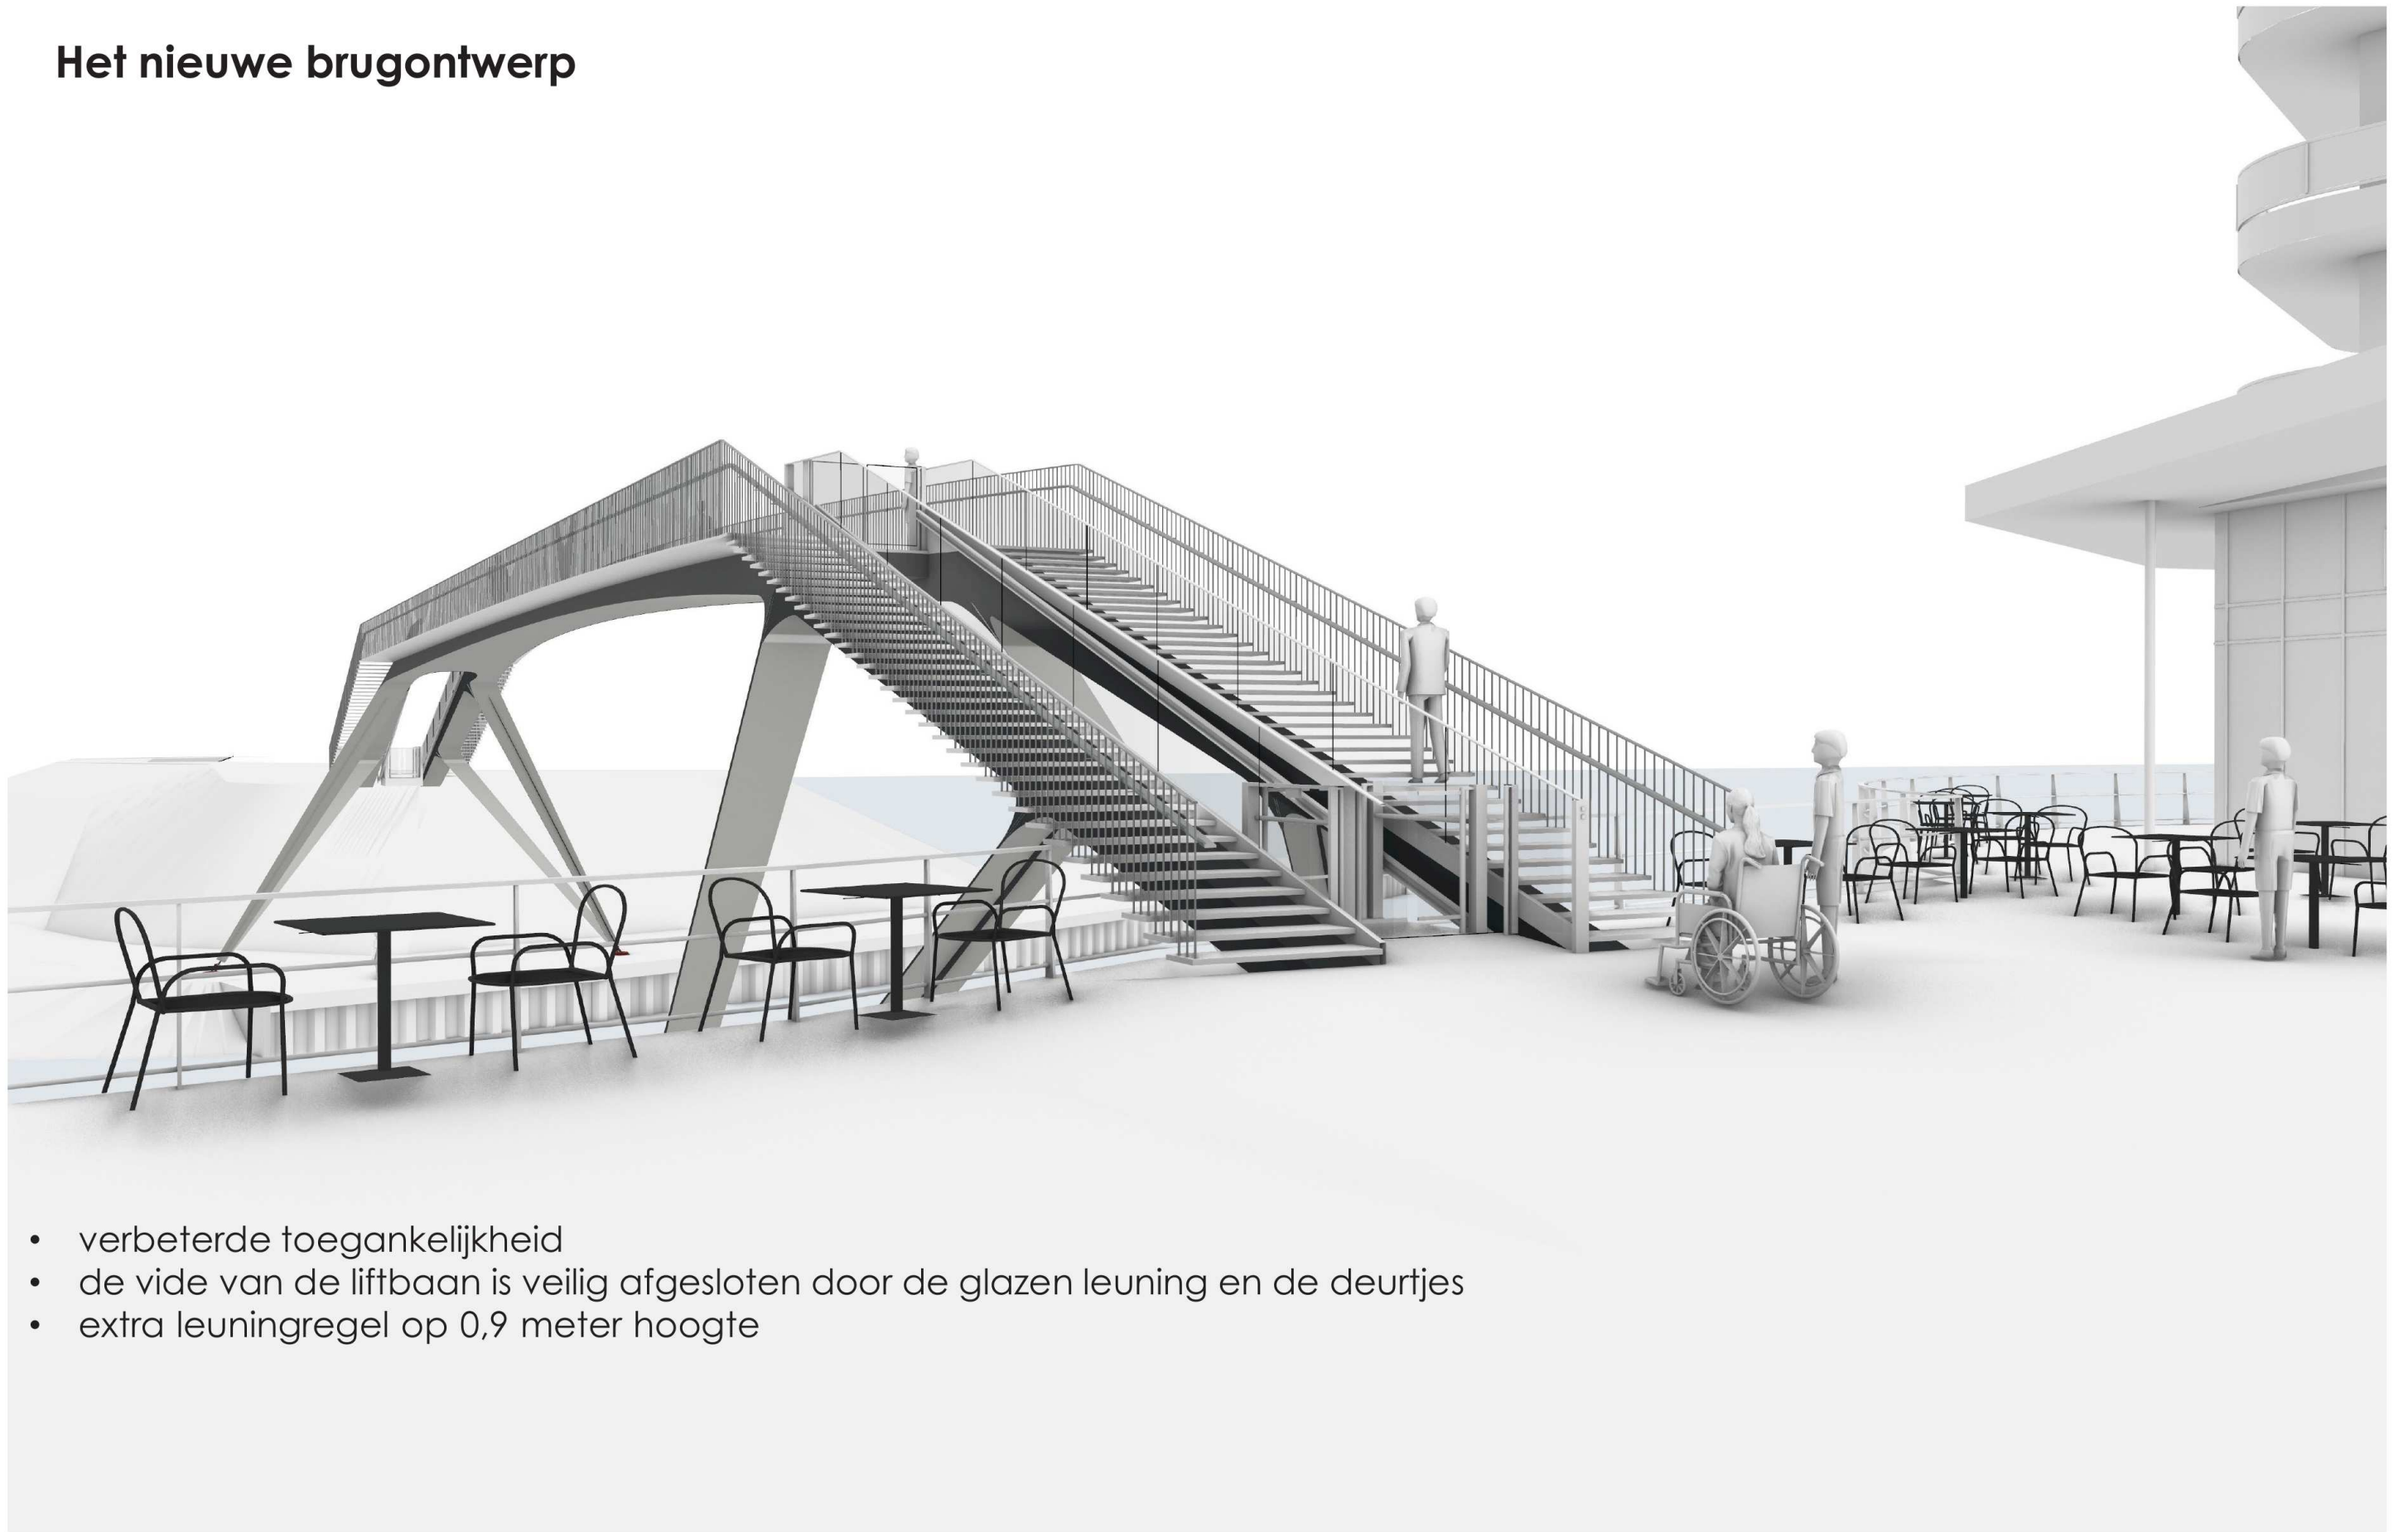 Het nieuwe brugontwerp
• verbeterde toegankelijkheid
• de vide van de liftbaan is veilig afgesloten door de glazen leuning en de deurtjes
• extra leuningregel op 0,9 meter hoogte